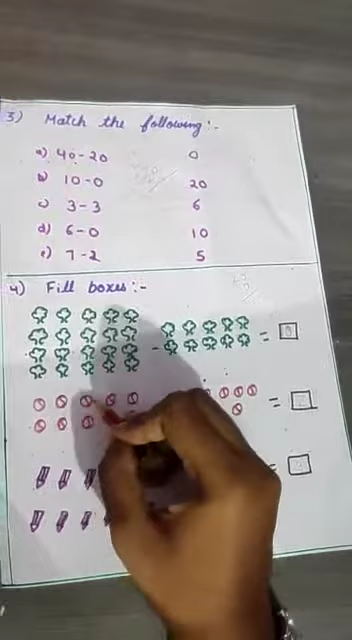 3) Match the following :-
a) 40-20 0
b) 10-0 20
c) 3-3 6
d) 6-0 10
e) 7-2 5
4) Fill boxes :-
- =
=
=